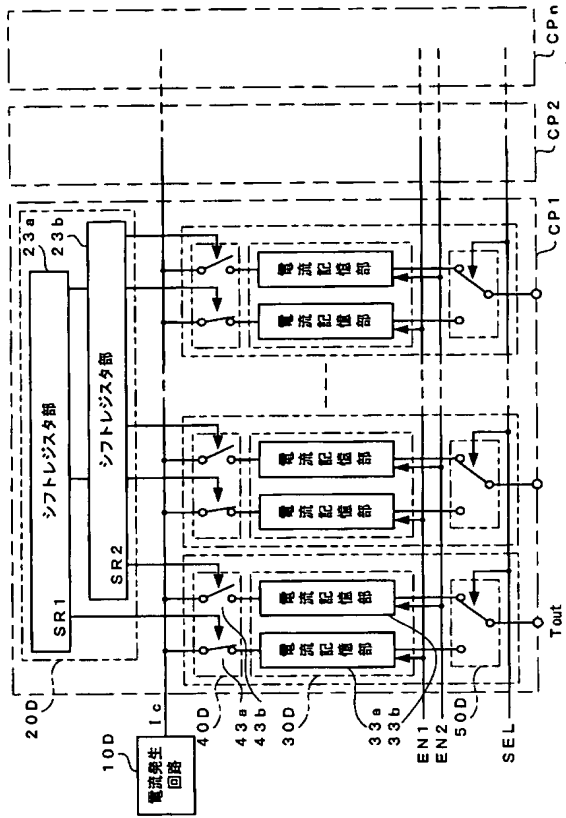 CPn
CP2
CP1
23a
23b
シフトレジスタ部
SR1
シフトレジスタ部
SR2
20D
Ic
10D
電流発生
回路
40D
43a
43b
30D
33a
33b
電流記憶部
電流記憶部
電流記憶部
電流記憶部
電流記憶部
電流記憶部
EN1
EN2
50D
SEL
Tout